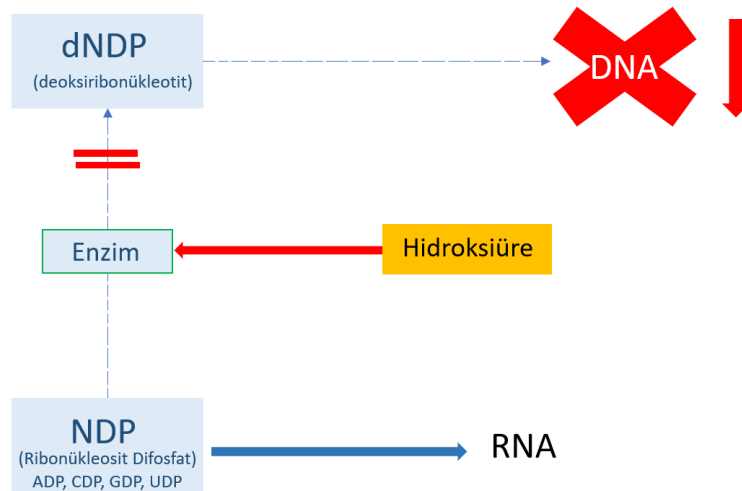 dNDP
(deoksiribonükleotit)
DNA
Enzim
Hidroksiüre
NDP
(Ribonükleosit Difosfat)
ADP, CDP, GDP, UDP
RNA